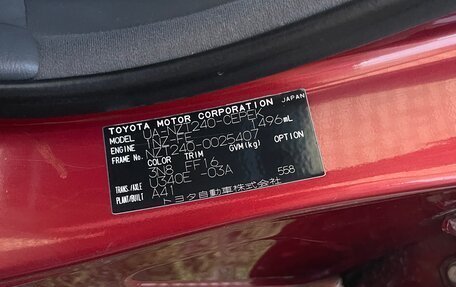 TOYOTA MOTOR CORPORATION JAPAN
MODEL UA-NZT240-CEPEK
ENGINE 1NZ-FE 1496mL
FRAME No. NZT240-0025407
COLOR TRIM GVM(kg) OPTION
3N8 FF16
TRANS/AXLE U340E -03A
PLANT/BUILT A41 558
トヨタ自動車株式会社